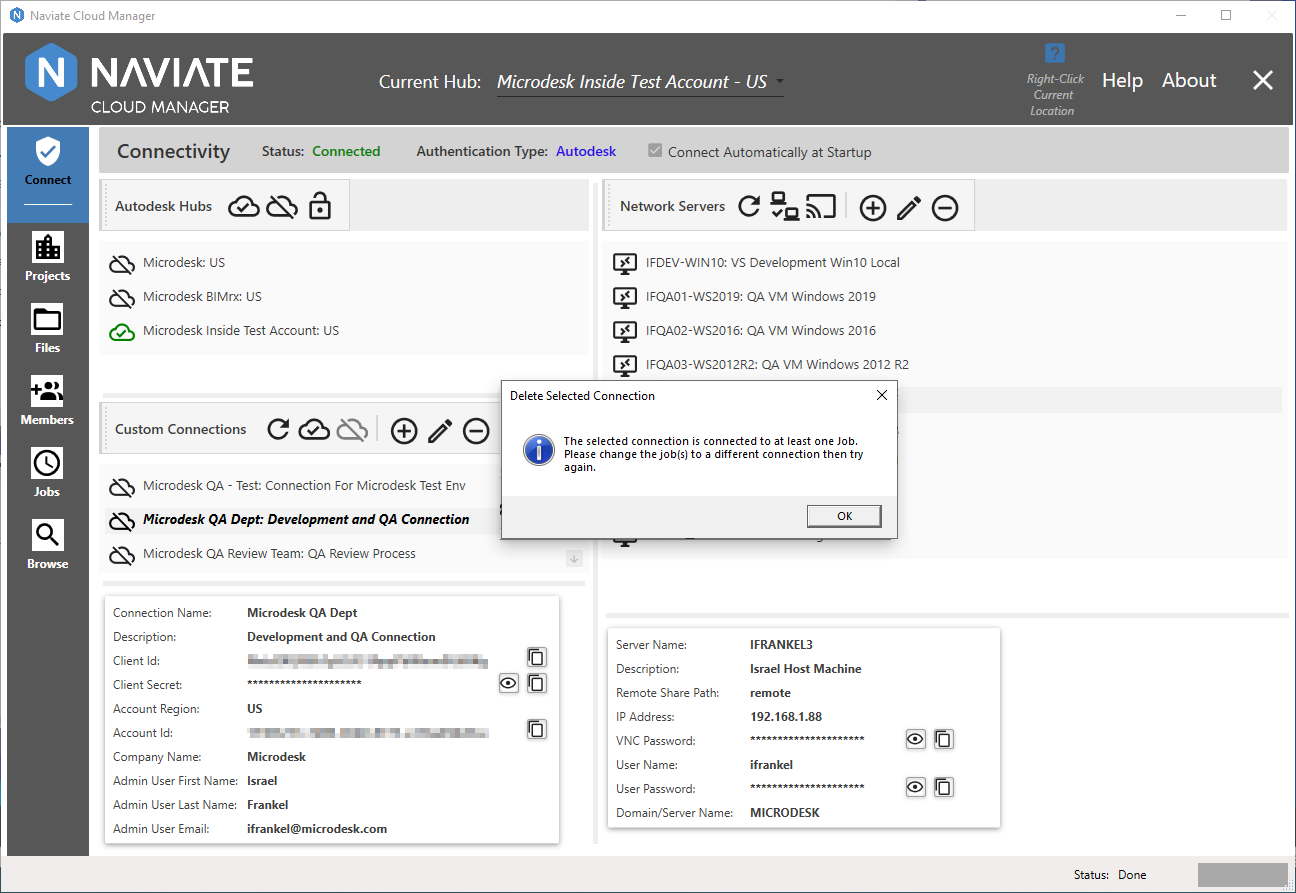 Naviate Cloud Manager
NAVIATE
CLOUD MANAGER
Current Hub: Microdesk Inside Test Account - US
?
Right-Click
Current
Location
Help
About
Connect
Projects
Files
Members
Jobs
Browse
Connectivity
Status: Connected
Authentication Type: Autodesk
Connect Automatically at Startup
Autodesk Hubs
Microdesk: US
Microdesk BIMrx: US
Microdesk Inside Test Account: US
Network Servers
IFDEV-WIN10: VS Development Win10 Local
IFQA01-WS2019: QA VM Windows 2019
IFQA02-WS2016: QA VM Windows 2016
IFQA03-WS2012R2: QA VM Windows 2012 R2
Custom Connections
Microdesk QA - Test: Connection For Microdesk Test Env
Microdesk QA Dept: Development and QA Connection
Microdesk QA Review Team: QA Review Process
Delete Selected Connection
The selected connection is connected to at least one Job.
Please change the job(s) to a different connection then try
again.
OK
Connection Name: Microdesk QA Dept
Description: Development and QA Connection
Client Id:
Client Secret: *********************
Account Region: US
Account Id:
Company Name: Microdesk
Admin User First Name: Israel
Admin User Last Name: Frankel
Admin User Email: ifrankel@microdesk.com
Server Name: IFRANKEL3
Description: Israel Host Machine
Remote Share Path: remote
IP Address: 192.168.1.88
VNC Password: *********************
User Name: ifrankel
User Password: *********************
Domain/Server Name: MICRODESK
Status: Done